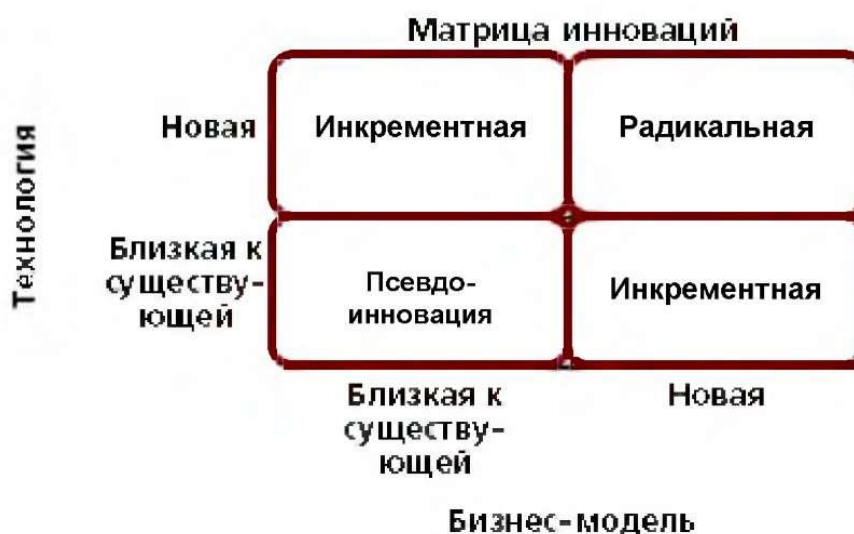 Матрица инноваций
Технология
Новая
Инкрементная
Радикальная
Близкая к
существу-
ющей
Псевдо-
инновация
Инкрементная
Близкая к
существу-
ющей
Новая
Бизнес-модель